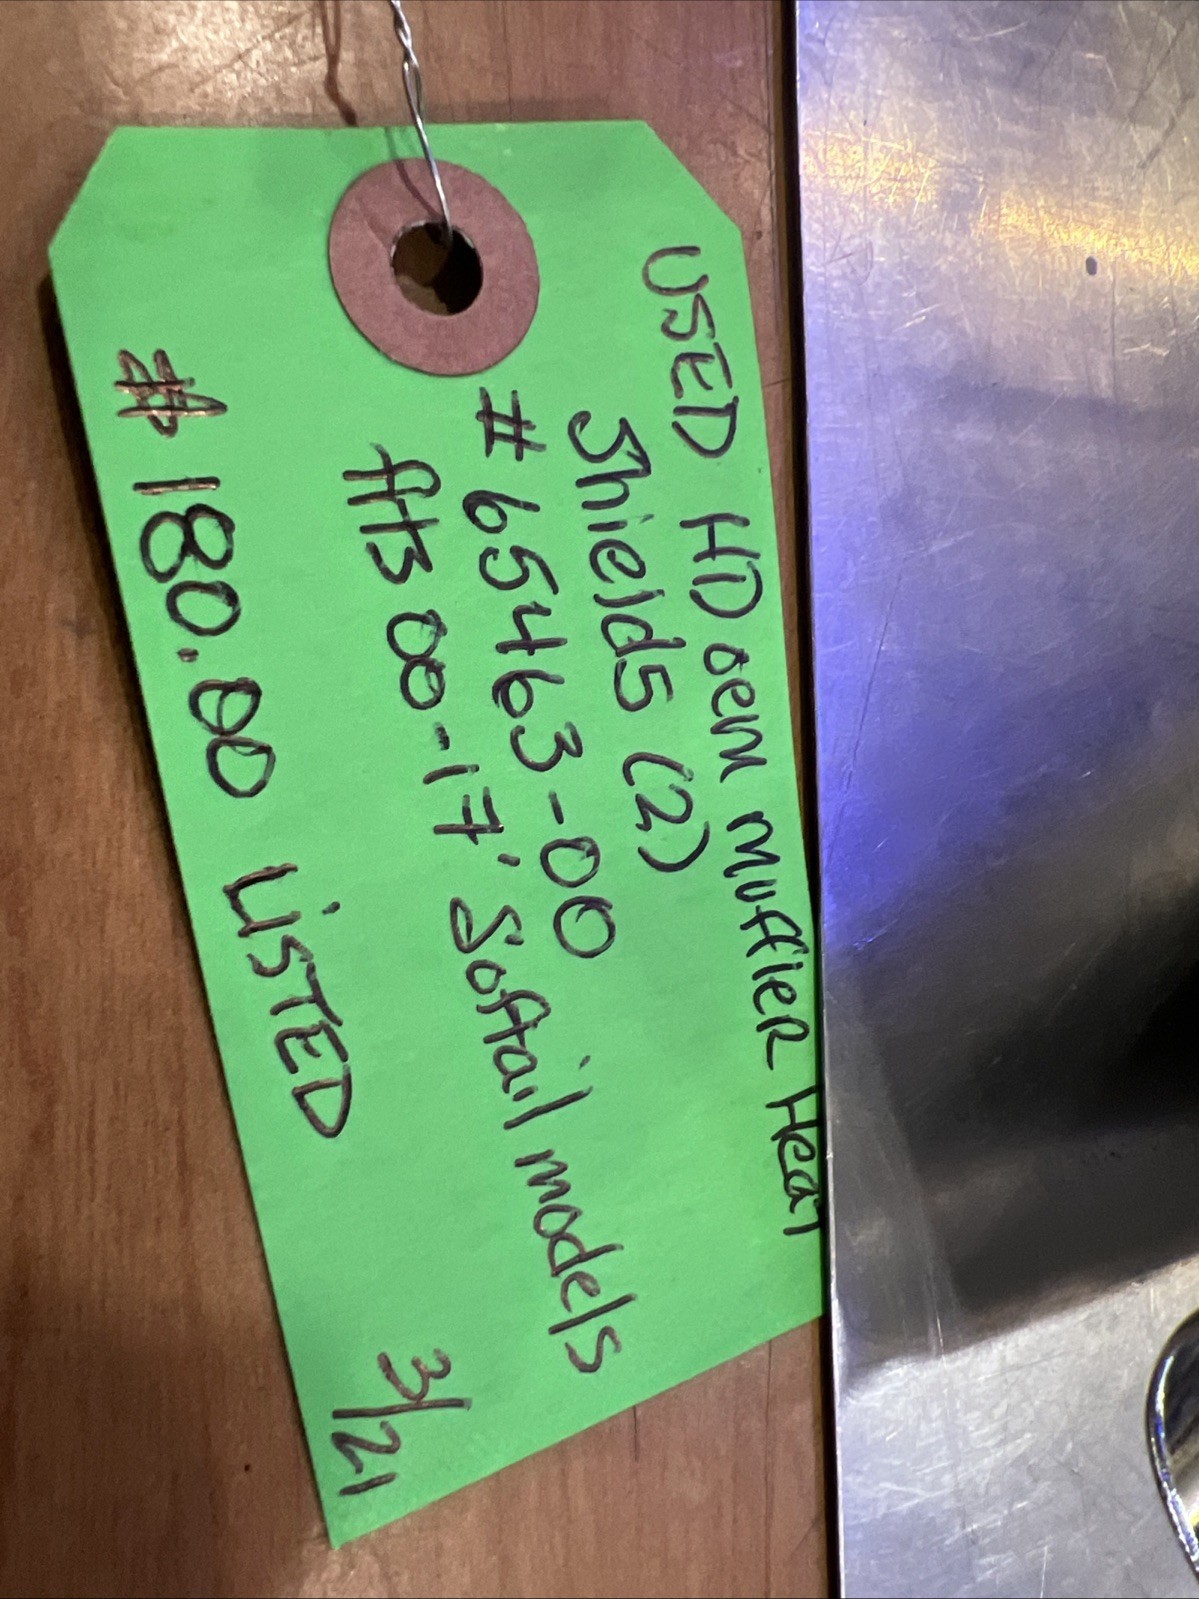 USED HD oem muffler Heat
Shields (2)
# 65463-00
fits 00-17' Softail models
$180.00 LISTED
3/21